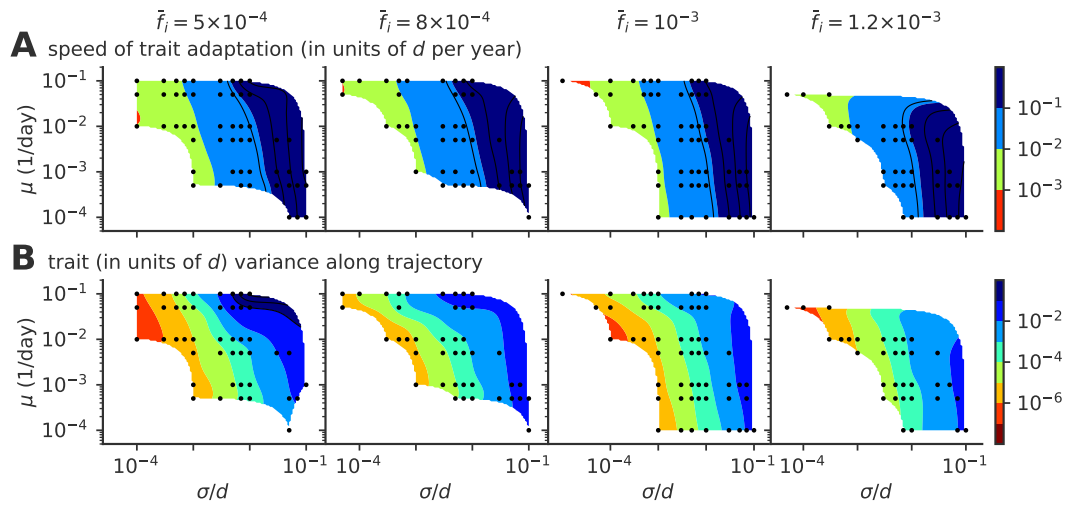 f̄ᵢ = 5×10⁻⁴ f̄ᵢ = 8×10⁻⁴ f̄ᵢ = 10⁻³ f̄ᵢ = 1.2×10⁻³
A speed of trait adaptation (in units of d per year)
10⁻¹
10⁻²
10⁻³
10⁻⁴
μ (1/day)
10⁻¹
10⁻²
10⁻³
B trait (in units of d) variance along trajectory
10⁻¹
10⁻²
10⁻³
10⁻⁴
μ (1/day)
10⁻²
10⁻⁴
10⁻⁶
10⁻⁴ 10⁻¹ 10⁻⁴ 10⁻¹ 10⁻⁴ 10⁻¹ 10⁻⁴ 10⁻¹
σ/d σ/d σ/d σ/d